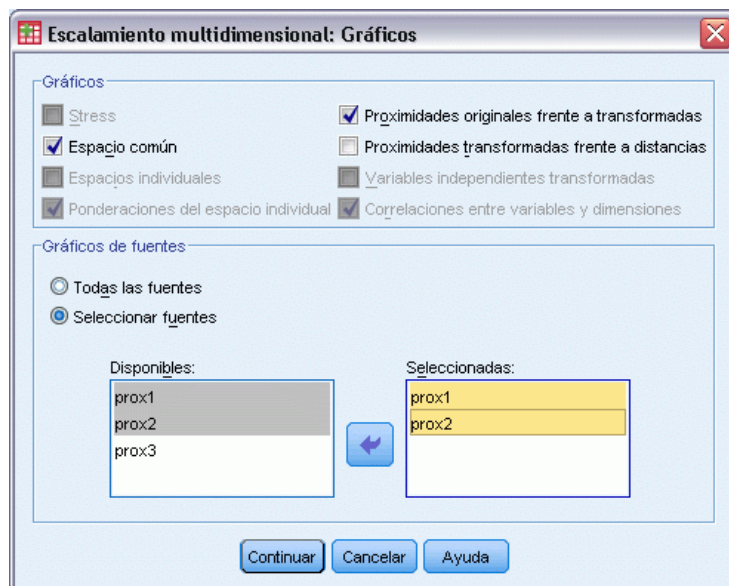 Escalamiento multidimensional: Gráficos
Gráficos
Stress
Proximidades originales frente a transformadas
Espacio común
Proximidades transformadas frente a distancias
Espacios individuales
Variables independientes transformadas
Ponderaciones del espacio individual
Correlaciones entre variables y dimensiones
Gráficos de fuentes
Todas las fuentes
Seleccionar fuentes
Disponibles:
Seleccionadas:
prox1
prox1
prox2
prox2
prox3
Continuar
Cancelar
Ayuda